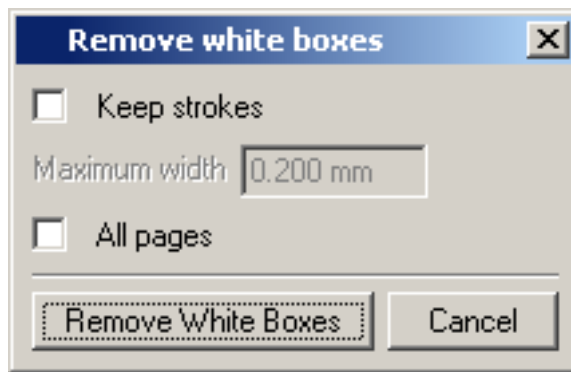 Remove white boxes
Keep strokes
Maximum width 0.200 mm
All pages
Remove White Boxes Cancel